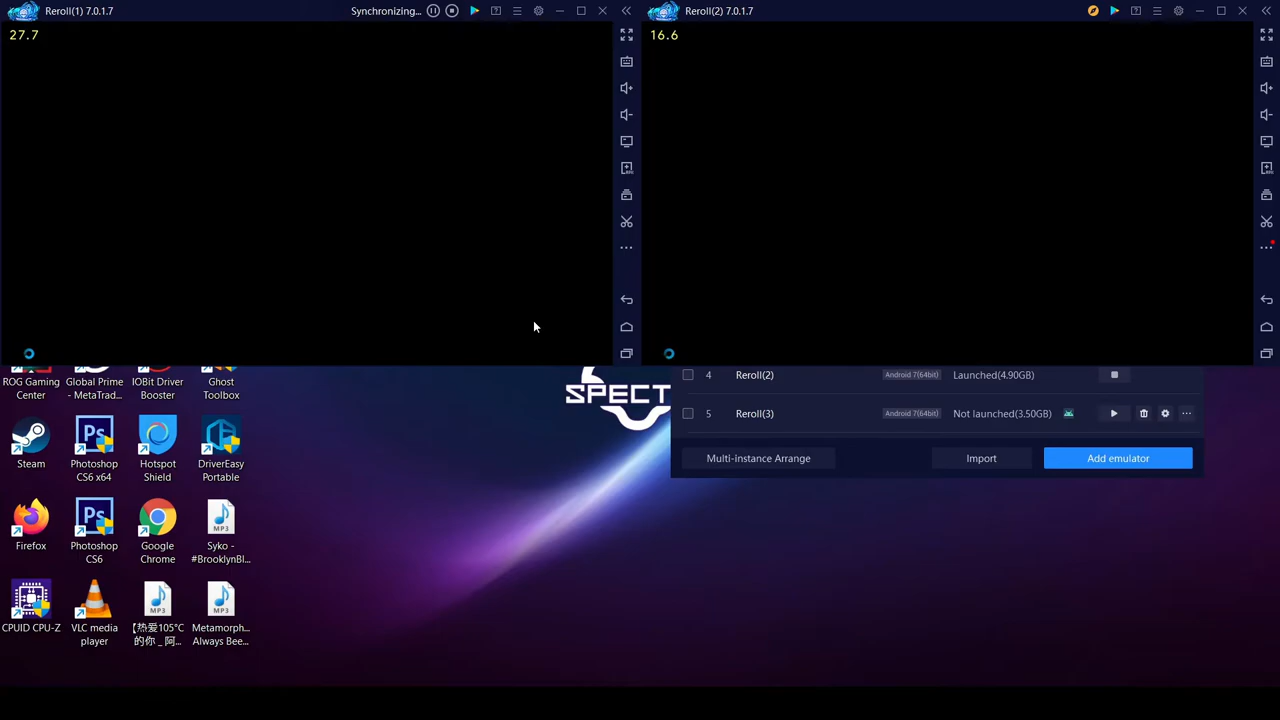 Reroll(1) 7.0.1.7
Synchronizing...
Reroll(2) 7.0.1.7
27.7
16.6
ROG Gaming
Center
Global Prime
- MetaTrad...
IOBit Driver
Booster
Ghost
Toolbox
SPECT
4 Reroll(2) Android 7(64bit) Launched(4.90GB)
5 Reroll(3) Android 7(64bit) Not launched(3.50GB)
Multi-instance Arrange
Import
Add emulator
Steam
Photoshop
CS6 x64
Hotspot
Shield
DriverEasy
Portable
Firefox
Photoshop
CS6
Google
Chrome
MP3
Syko -
#BrooklynBl...
CPUID CPU-Z
VLC media
player
MP3
【热爱105°C
的你 _ 阿...
MP3
Metamorph...
Always Bee...